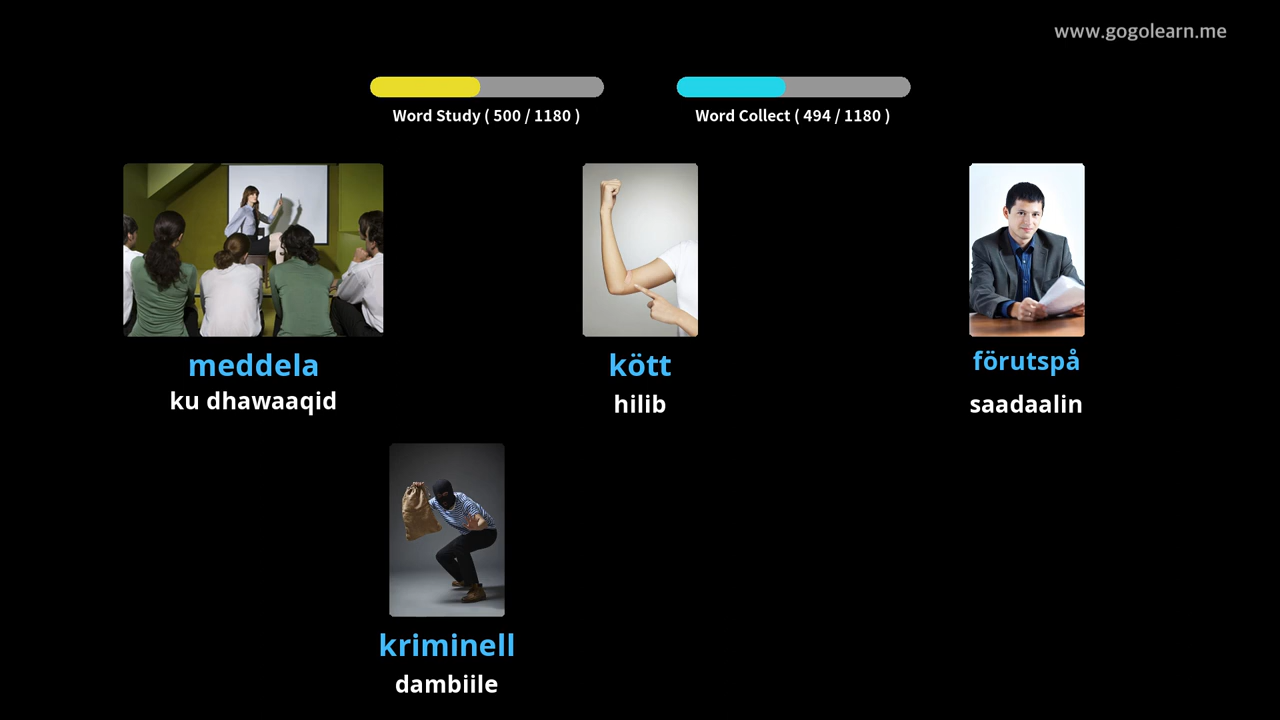 www.gogolearn.me
Word Study ( 500 / 1180 )
Word Collect ( 494 / 1180 )
meddela
ku dhawaaqid
kött
hilib
förutspå
saadaalin
kriminell
dambiile